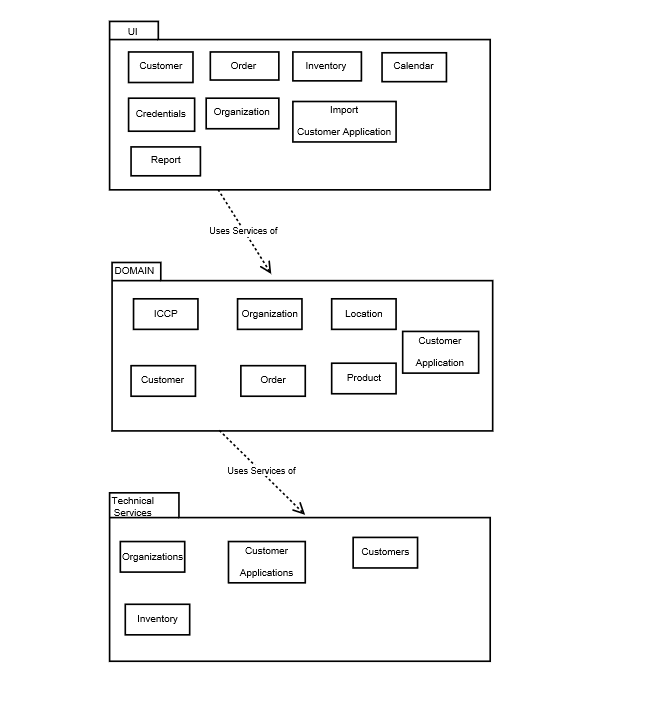 UI
Customer
Order
Inventory
Calendar
Credentials
Organization
Import
Customer Application
Report
Uses Services of
DOMAIN
ICCP
Organization
Location
Customer
Application
Customer
Order
Product
Uses Services of
Technical
Services
Organizations
Customer
Applications
Customers
Inventory